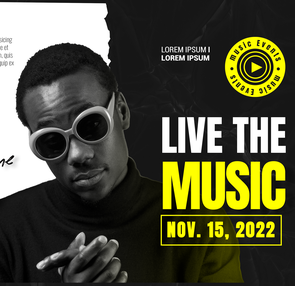 LOREM IPSUM I
LOREM IPSUM
music Events
music Events
LIVE THE
MUSIC
NOV. 15, 2022